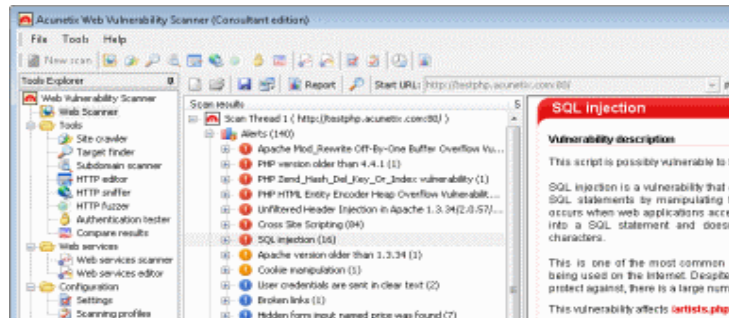 Acunetix Web Vulnerability Scanner (Consultant edition)
File Tools Help
New scan
Tools Explorer
Web Vulnerability Scanner
Web Scanner
Tools
Site crawler
Target finder
Subdomain scanner
HTTP editor
HTTP sniffer
HTTP fuzzer
Authentication tester
Compare results
Web services
Web services scanner
Web services editor
Configuration
Settings
Scanning profiles
Report Start URL: http://testphp.acunetix.com:80/
Scan results S
Scan Thread 1 ( http://testphp.acunetix.com:80/ )
Alerts (140)
Apache Mod_Rewrite Off-By-One Buffer Overflow Vu...
PHP version older than 4.4.1 (1)
PHP Zend_Hash_Del_Key_Or_Index vulnerability (1)
PHP HTML Entity Encoder Heap Overflow Vulnerabilit...
Unfiltered Header Injection in Apache 1.3.34/2.0.57/...
Cross Site Scripting (84)
SQL injection (16)
Apache version older than 1.3.34 (1)
Cookie manipulation (1)
User credentials are sent in clear text (2)
Broken links (1)
Hidden form input named price was found (7)
SQL injection
Vulnerability description
This script is possibly vulnerable to
SQL injection is a vulnerability that
SQL statements by manipulating
occurs when web applications acce
into a SQL statement and does
characters.
This is one of the most common
being used on the Internet. Despite
protect against, there is a large num
This vulnerability affects /artists.php